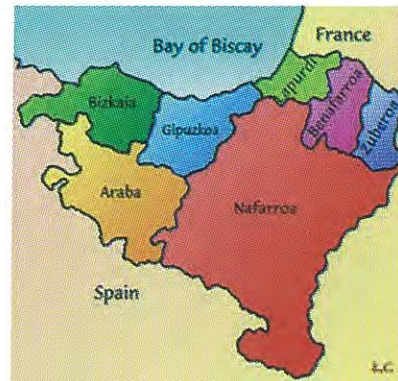 France
Bay of Biscay
Lapurdi
Benafarroa
Zuberoa
Bizkaia
Gipuzkoa
Araba
Nafarroa
Spain
L.C